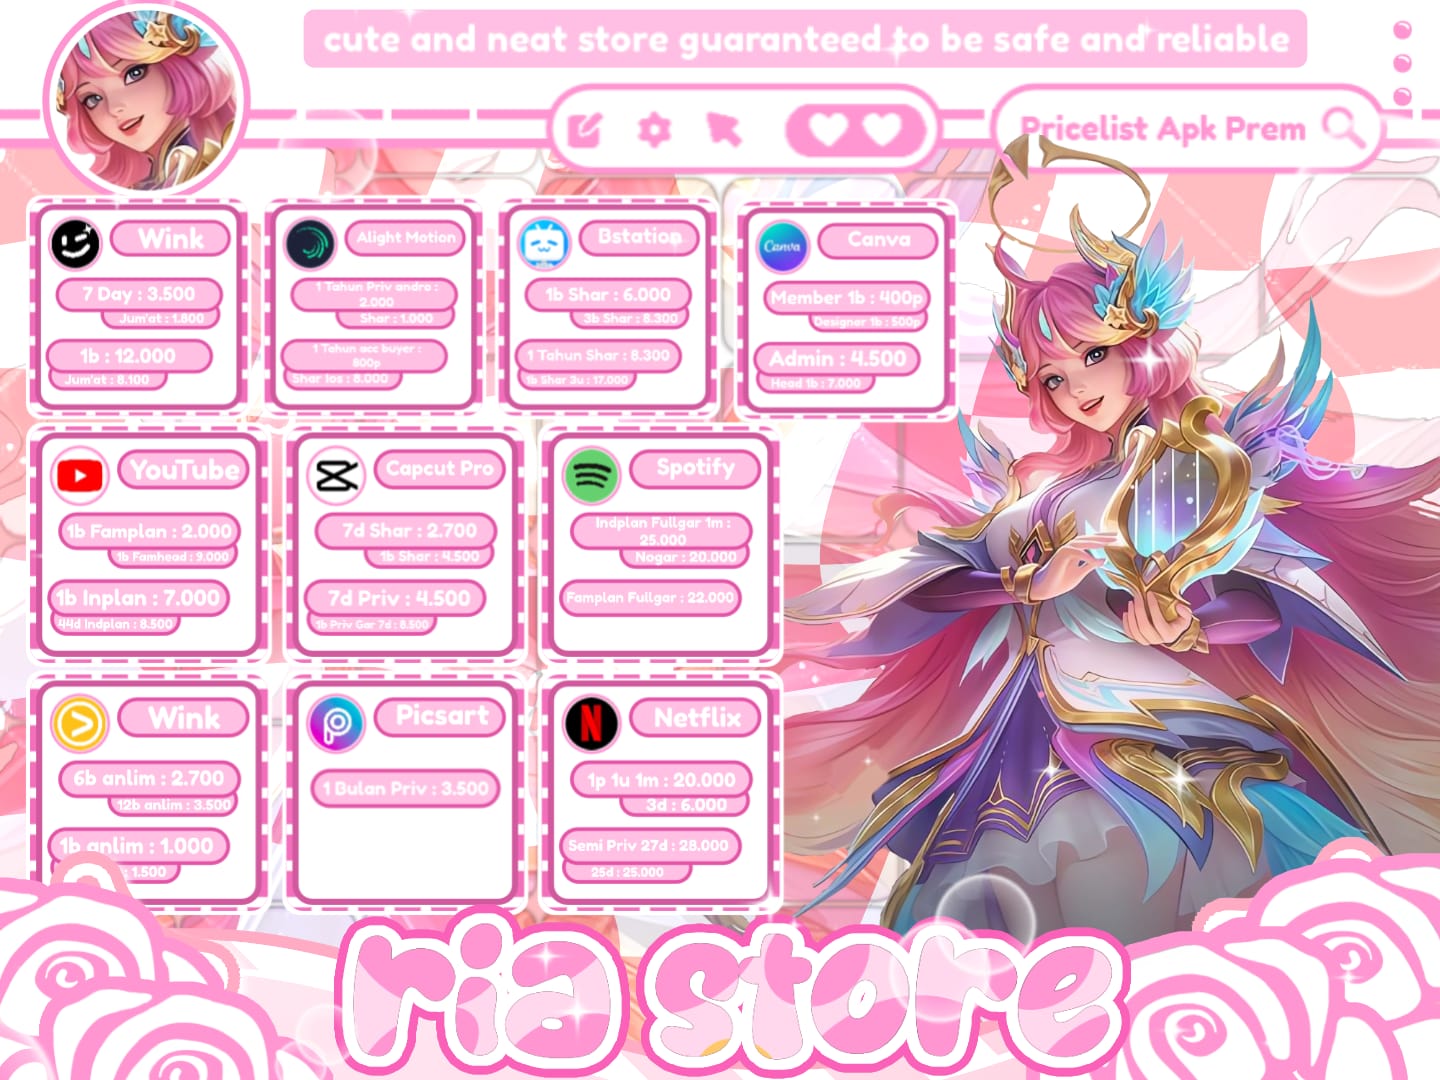 cute and neat store guaranteed to be safe and reliable
Pricelist Apk Prem
Wink
7 Day : 3.500
Jum'at : 1.800
1b : 12.000
Jum'at : 8.100
Alight Motion
1 Tahun Priv andro :
2.000
Shar : 1.000
1 Tahun acc buyer :
800p
Shar Ios : 8.000
Bstation
1b Shar : 6.000
3b Shar : 8.300
1 Tahun Shar : 8.300
1b Shar 3u : 17.000
Canva
Canva
Member 1b : 400p
Designer 1b : 500p
Admin : 4.500
Head 1b : 7.000
YouTube
1b Famplan : 2.000
1b Famhead : 9.000
1b Inplan : 7.000
44d Indplan : 8.500
Capcut Pro
7d Shar : 2.700
1b Shar : 4.500
7d Priv : 4.500
1b Priv Gar 7d : 8.500
Spotify
Indplan Fullgar 1m :
25.000
Nogar : 20.000
Famplan Fullgar : 22.000
Wink
6b anlim : 2.700
12b anlim : 3.500
1b anlim : 1.000
: 1.500
Picsart
1 Bulan Priv : 3.500
N
Netflix
1p 1u 1m : 20.000
3d : 6.000
Semi Priv 27d : 28.000
25d : 25.000
ria store